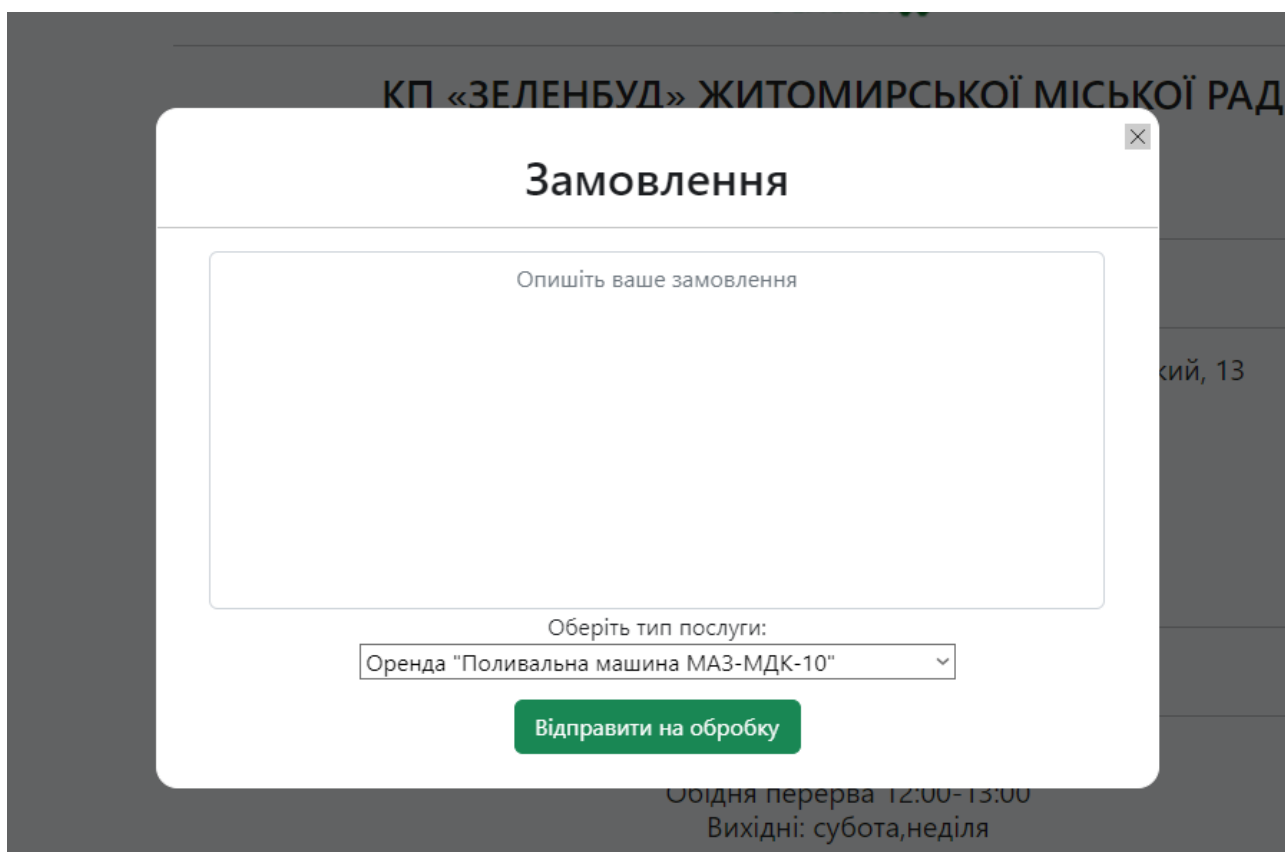 КП «ЗЕЛЕНБУД» ЖИТОМИРСЬКОЇ МІСЬКОЇ РАД
Замовлення
Опишіть ваше замовлення
кий, 13
Оберіть тип послуги:
Оренда "Поливальна машина МАЗ-МДК-10"
Відправити на обробку
Обідня перерва 12:00-13:00
Вихідні: субота,неділя